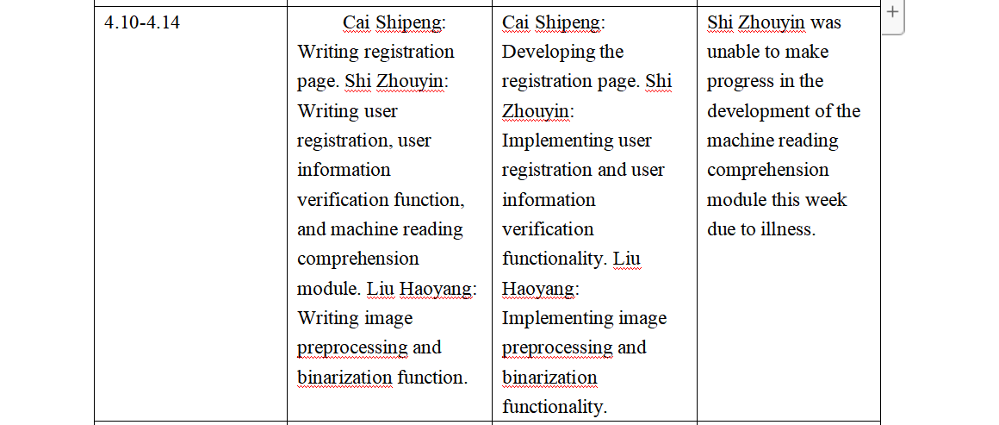 4.10-4.14
Cai Shipeng:
Writing registration
page. Shi Zhouyin:
Writing user
registration, user
information
verification function,
and machine reading
comprehension
module. Liu Haoyang:
Writing image
preprocessing and
binarization function.
Cai Shipeng:
Developing the
registration page. Shi
Zhouyin:
Implementing user
registration and user
information
verification
functionality. Liu
Haoyang:
Implementing image
preprocessing and
binarization
functionality.
Shi Zhouyin was
unable to make
progress in the
development of the
machine reading
comprehension
module this week
due to illness.